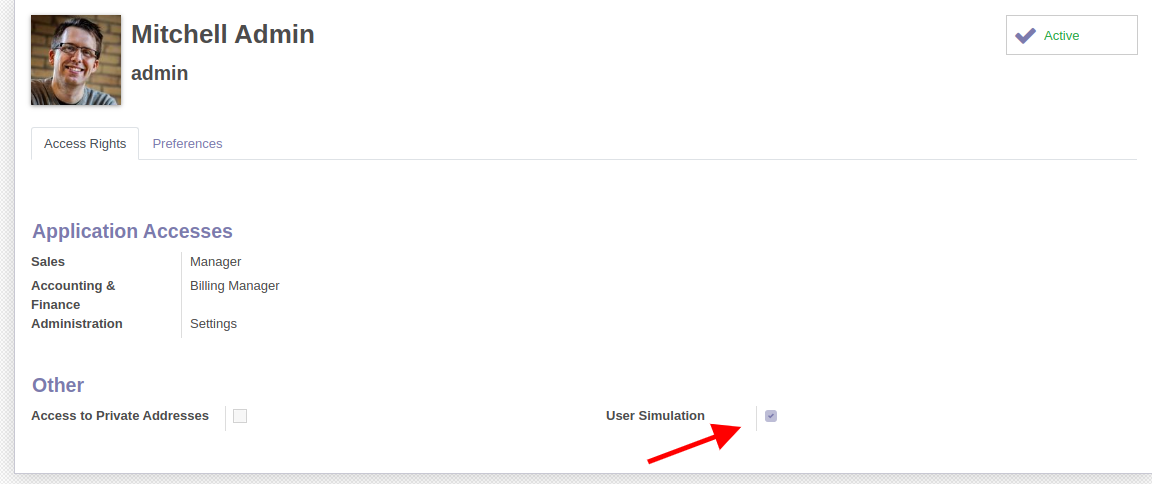 Mitchell Admin
admin
Active
Access Rights
Preferences
Application Accesses
Sales Manager
Accounting & Billing Manager
Finance
Administration Settings
Other
Access to Private Addresses
User Simulation